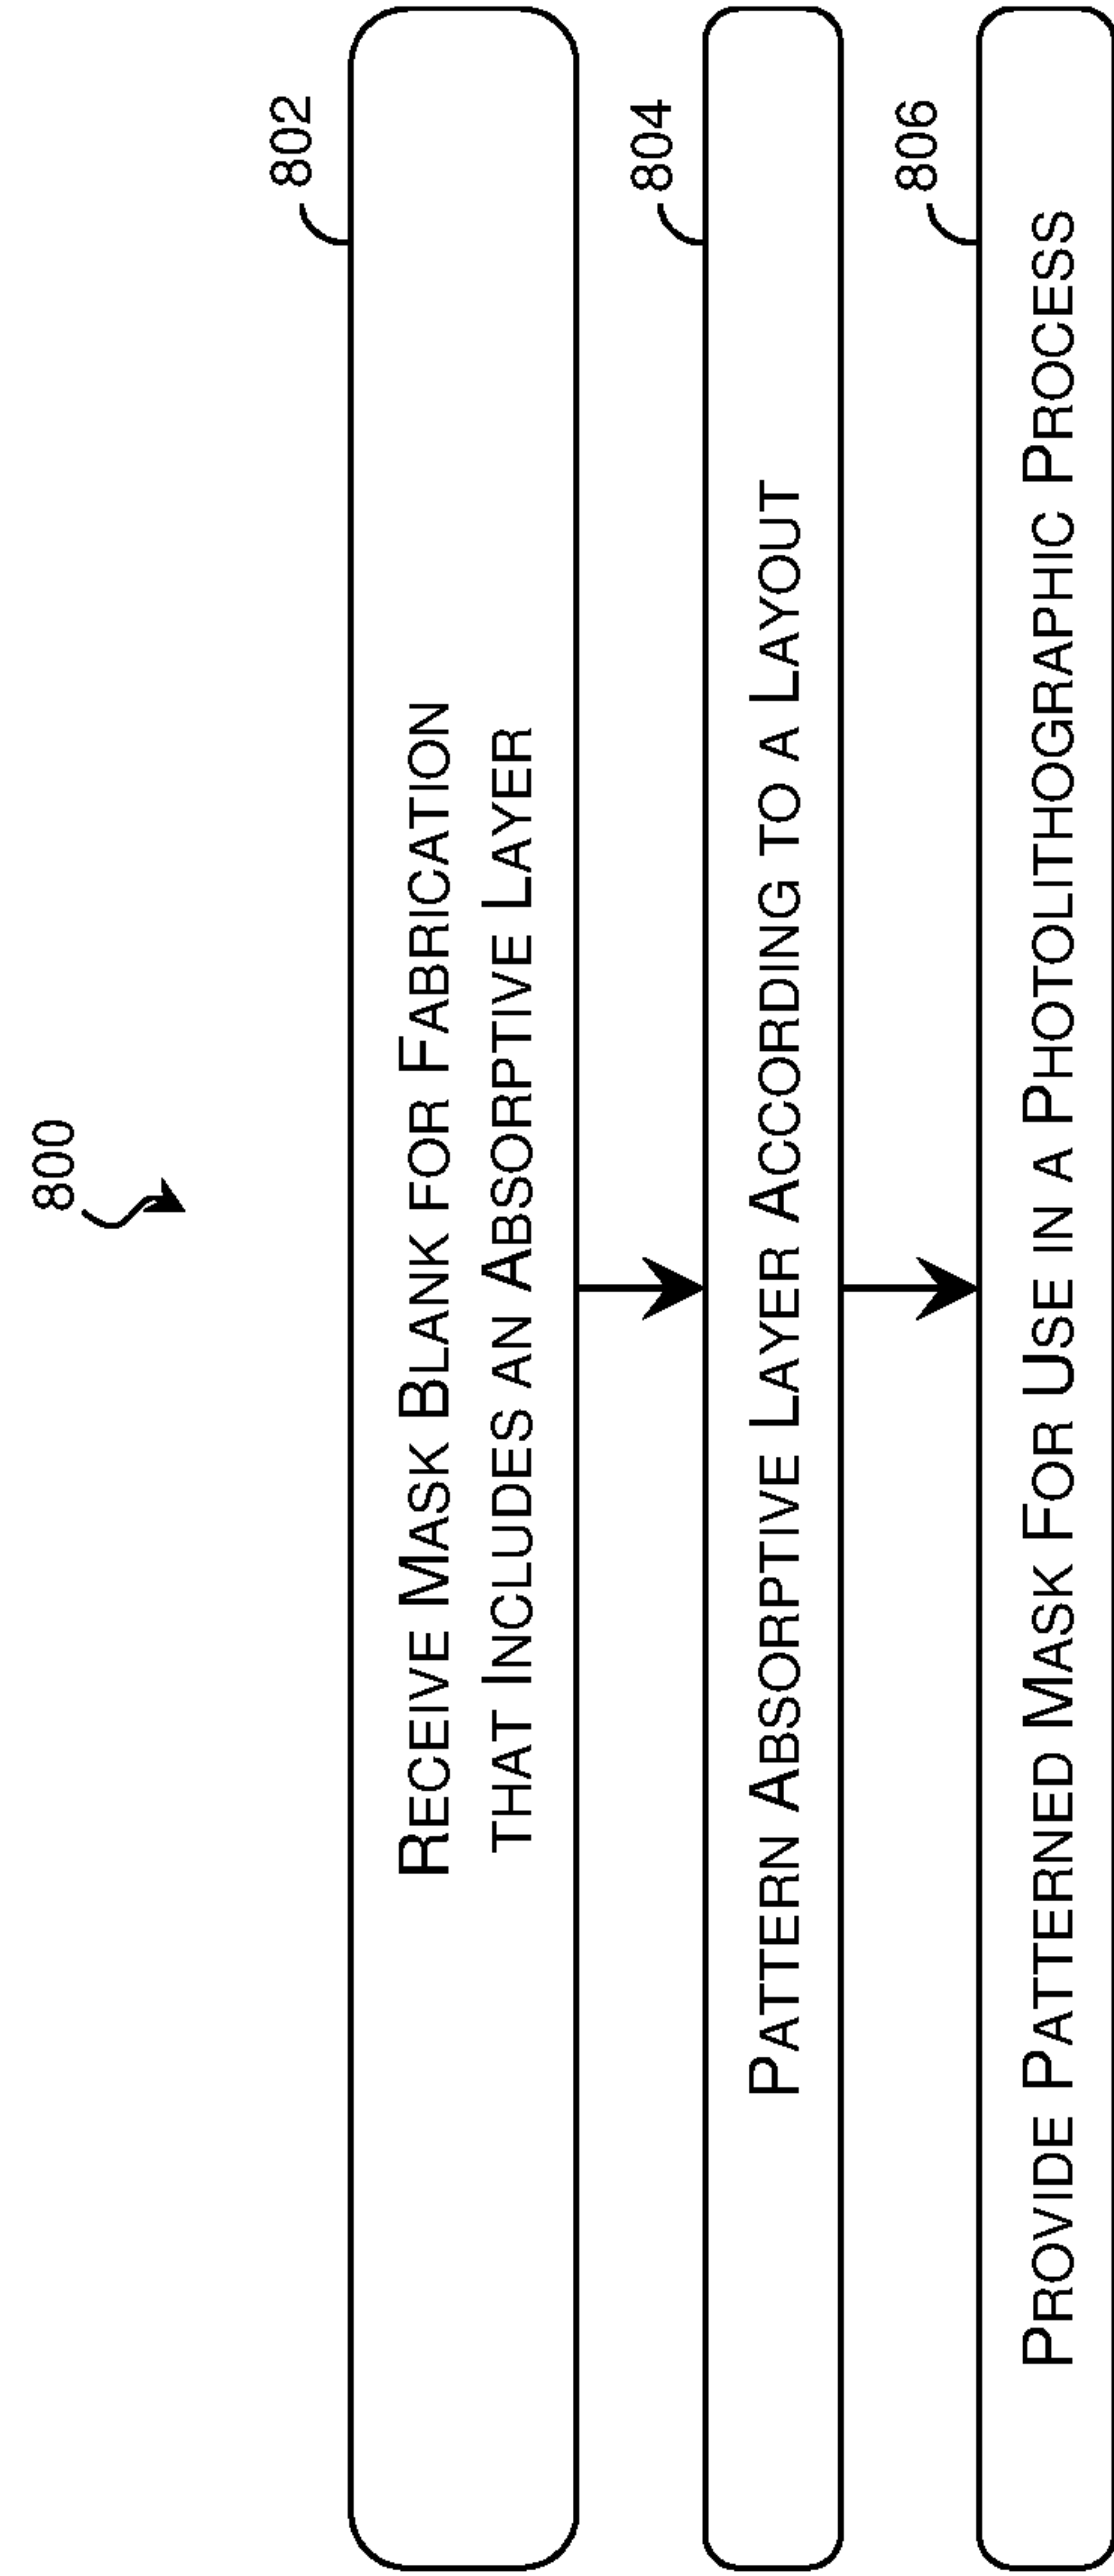 800
802
RECEIVE MASK BLANK FOR FABRICATION
THAT INCLUDES AN ABSORPTIVE LAYER
804
PATTERN ABSORPTIVE LAYER ACCORDING TO A LAYOUT
806
PROVIDE PATTERNED MASK FOR USE IN A PHOTOLITHOGRAPHIC PROCESS